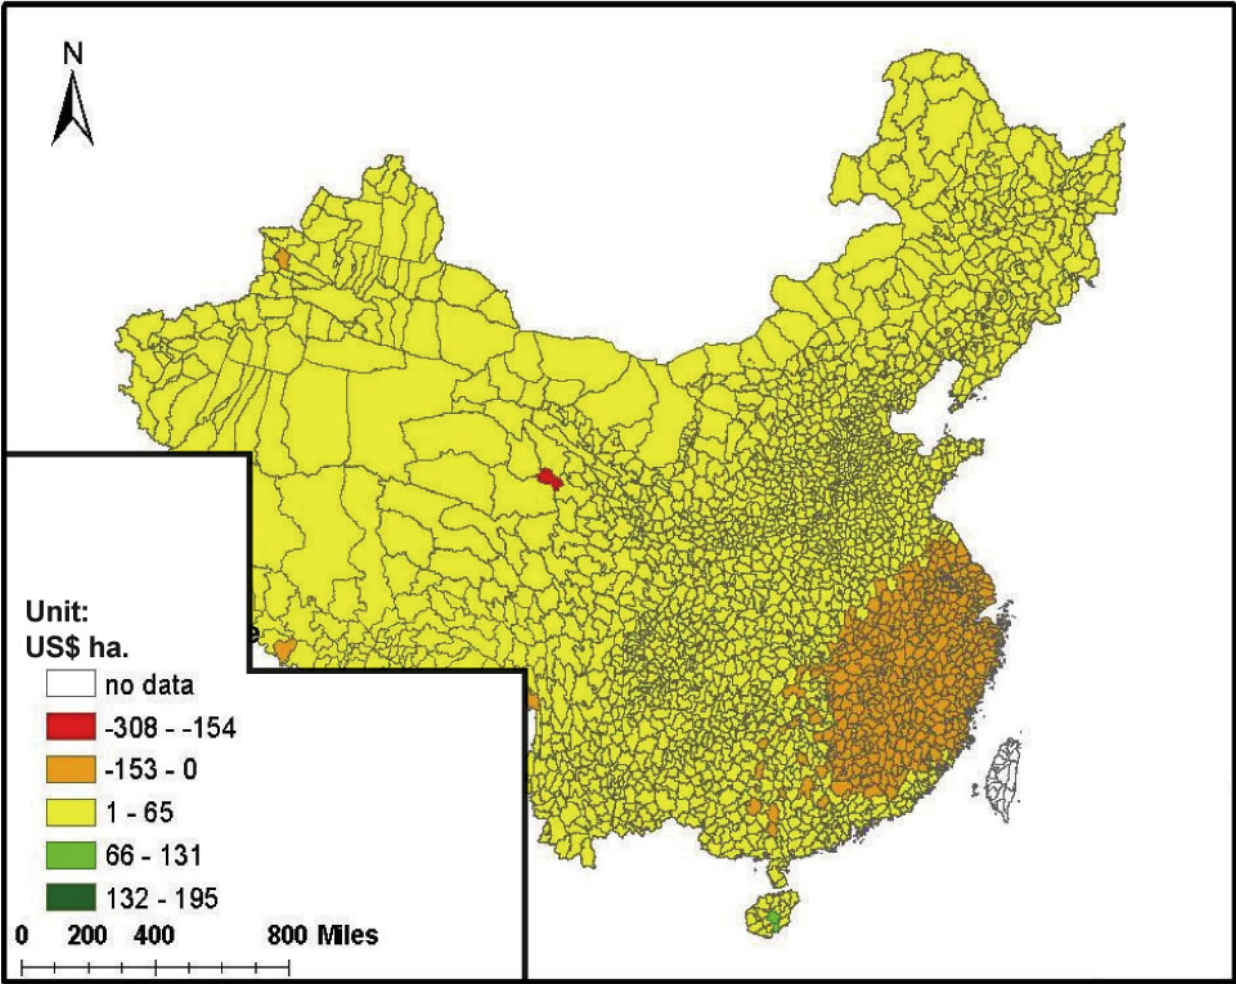 N
Unit:
US$ ha.
e
no data
-308 - -154
-153 - 0
1 - 65
66 - 131
132 - 195
0 200 400 800 Miles